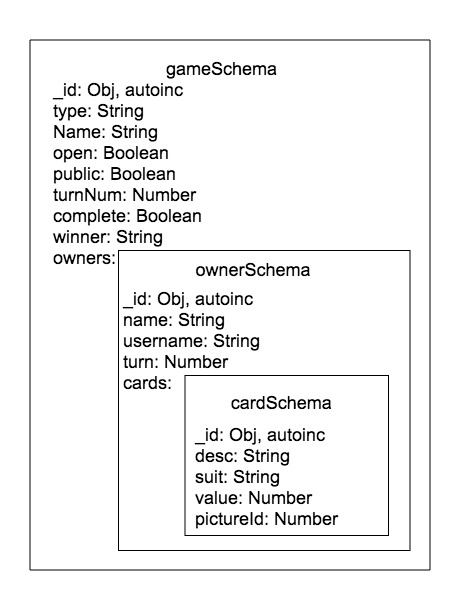 gameSchema
_id: Obj, autoinc
type: String
Name: String
open: Boolean
public: Boolean
turnNum: Number
complete: Boolean
winner: String
owners:
ownerSchema
_id: Obj, autoinc
name: String
username: String
turn: Number
cards:
cardSchema
_id: Obj, autoinc
desc: String
suit: String
value: Number
pictureId: Number